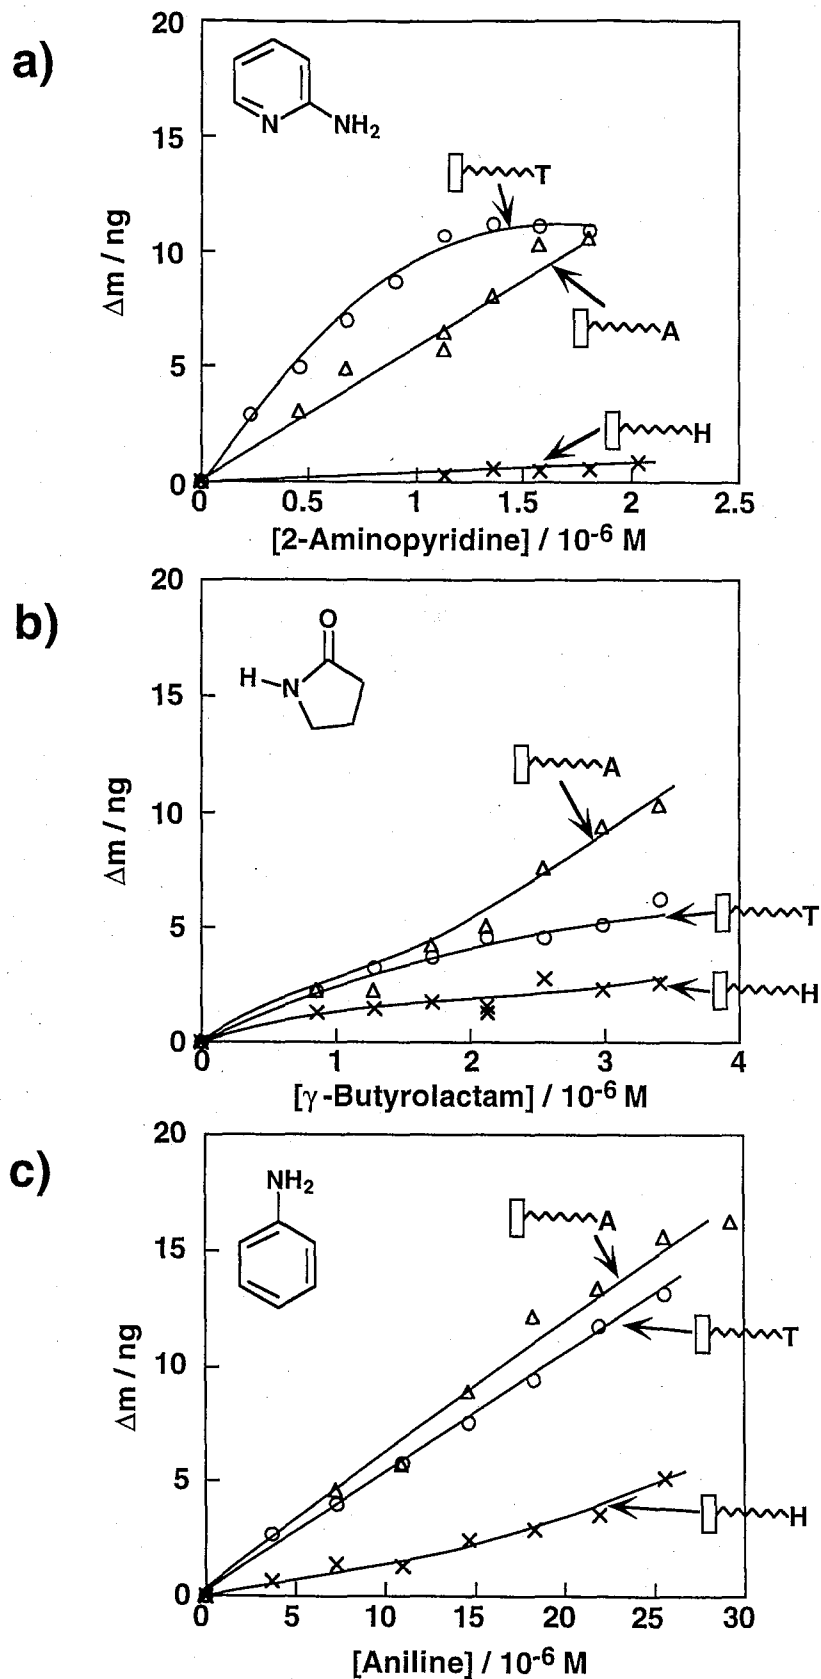 a)
20
15
10
5
0
Δm / ng
N
NH2
T
A
H
0 0.5 1 1.5 2 2.5
[2-Aminopyridine] / 10-6 M
b)
20
15
10
5
0
Δm / ng
O
H
N
A
T
H
0 1 2 3 4
[γ-Butyrolactam] / 10-6 M
c)
20
15
10
5
0
Δm / ng
NH2
A
T
H
0 5 10 15 20 25 30
[Aniline] / 10-6 M